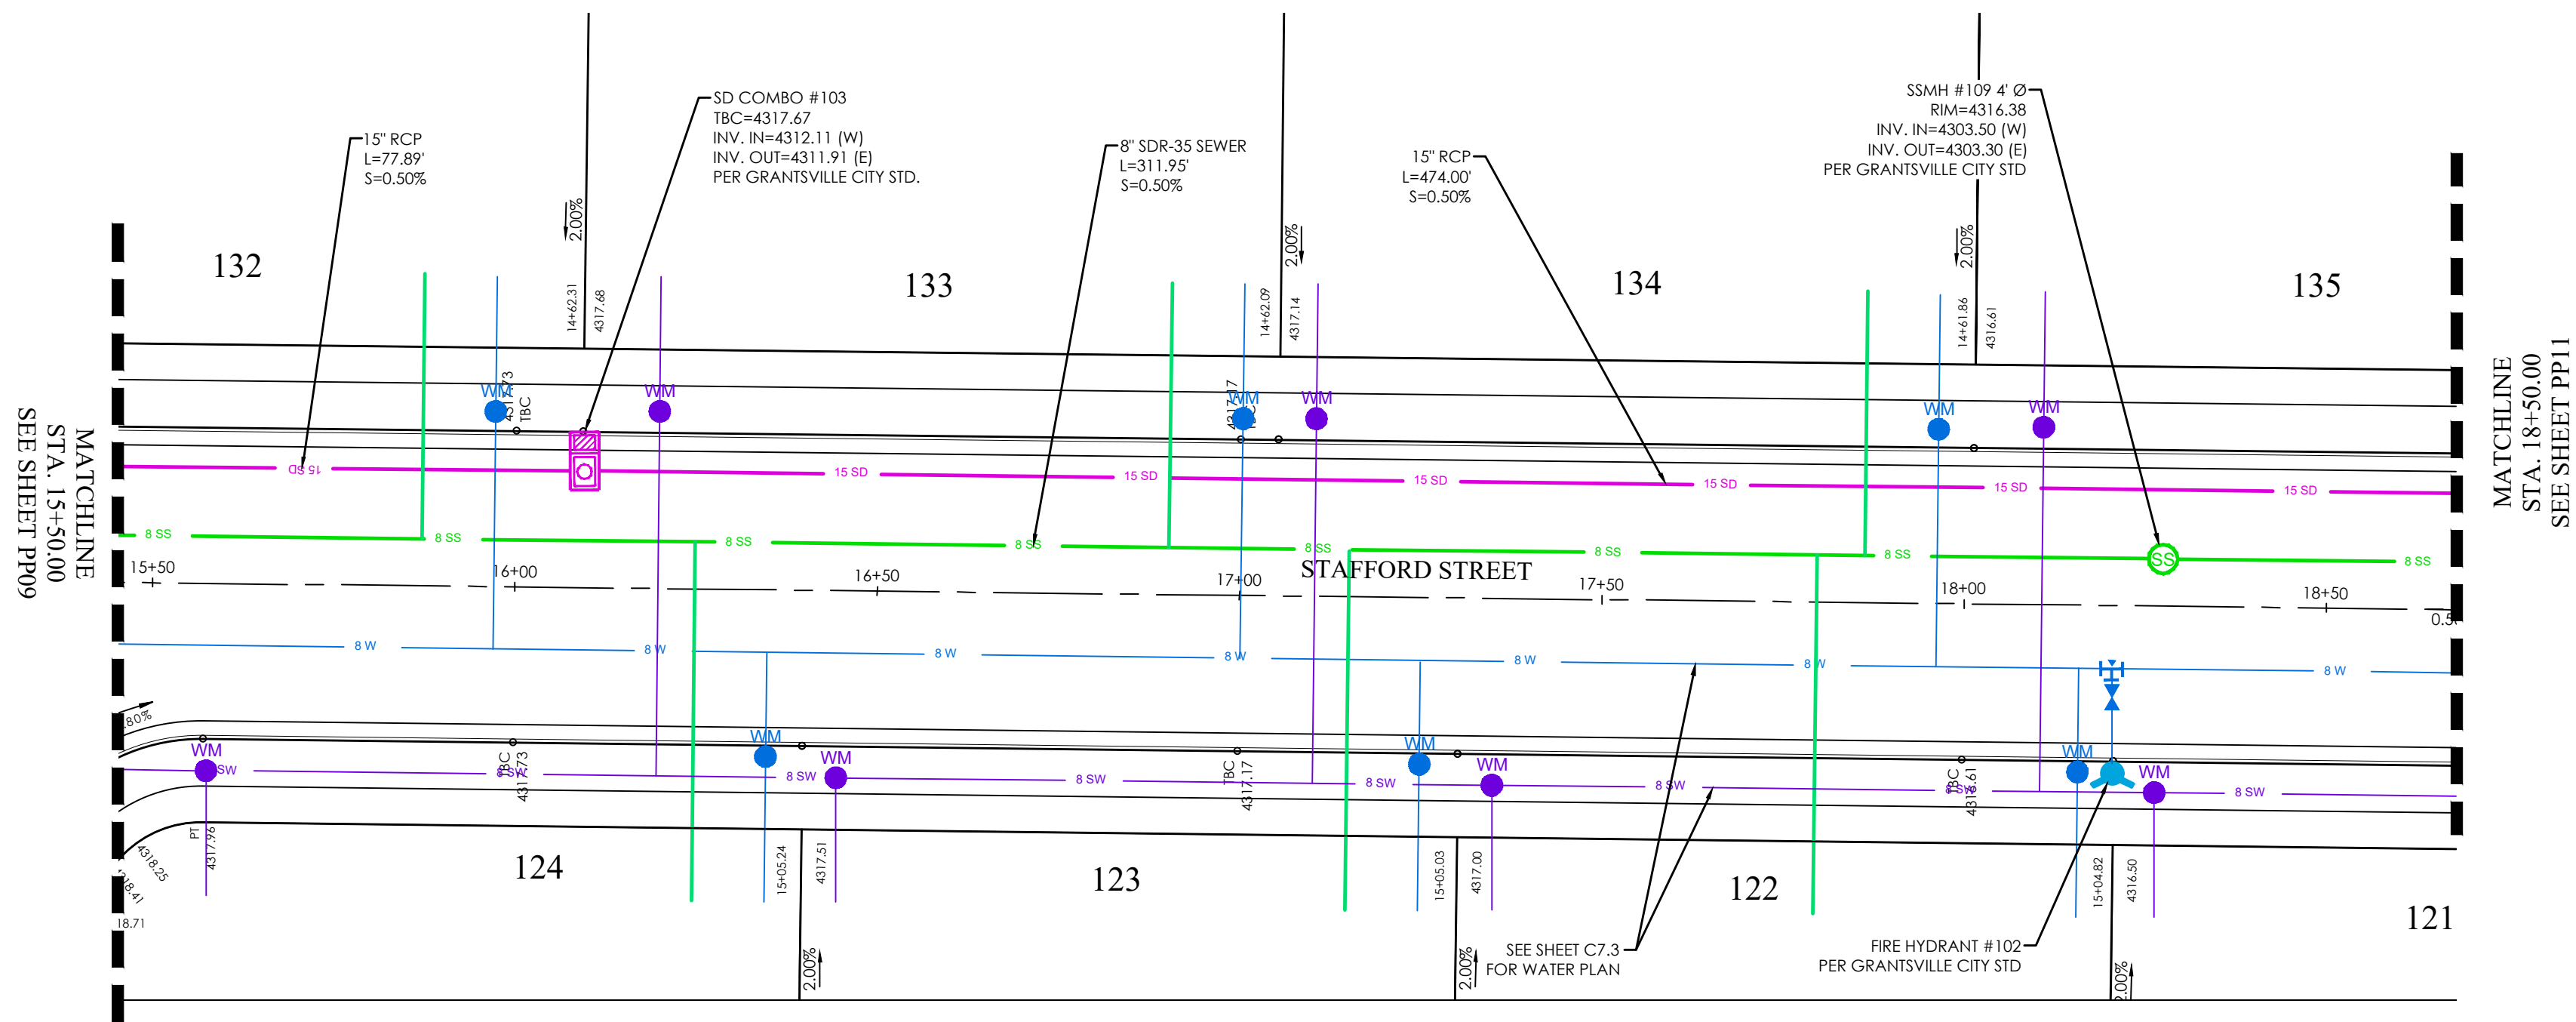 SD COMBO #103
TBC=4317.67
INV. IN=4312.11 (W)
INV. OUT=4311.91 (E)
PER GRANTSVILLE CITY STD.
15" RCP
L=77.89'
S=0.50%
8" SDR-35 SEWER
L=311.95'
S=0.50%
15" RCP
L=474.00'
S=0.50%
SSMH #109 4' Ø
RIM=4316.38
INV. IN=4303.50 (W)
INV. OUT=4303.30 (E)
PER GRANTSVILLE CITY STD
2.00%
2.00%
2.00%
132
133
134
135
14+62.31
4317.68
14+62.09
4317.14
14+61.86
4316.61
MATCHLINE
STA. 15+50.00
SEE SHEET PP09
MATCHLINE
STA. 18+50.00
SEE SHEET PP11
WM
4317.73
TBC
WM
WM
4317.17
WM
WM
WM
15 SD
15 SD
15 SD
15 SD
15 SD
15 SD
15 SD
8 SS
8 SS
8 SS
8 SS
8 SS
8 SS
8 SS
SS
8 SS
15+50
16+00
16+50
17+00
STAFFORD STREET
17+50
18+00
18+50
8 W
8 W
8 W
8 W
8 W
8 W
8 W
WM
WM
WM
WM
WM
WM
WM
SW
8 SW
8 SW
8 SW
8 SW
8 SW
8 SW
8 SW
TBC
4317.73
TBC
4317.17
TBC
4316.61
PT
4317.96
4318.25
18.71
124
123
122
121
15+05.24
4317.51
15+05.03
4317.00
15+04.82
4316.50
2.00%
2.00%
SEE SHEET C7.3
FOR WATER PLAN
FIRE HYDRANT #102
PER GRANTSVILLE CITY STD